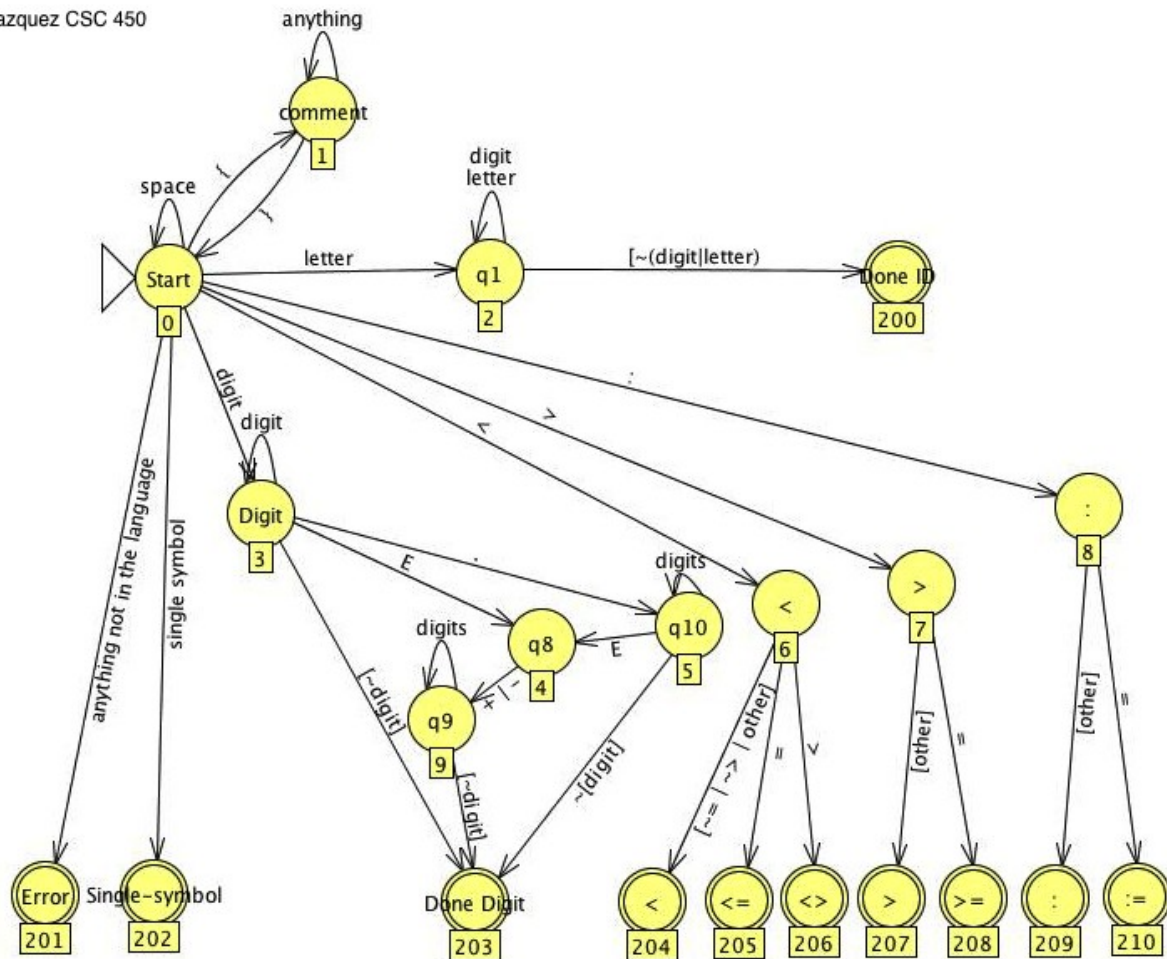 azquez CSC 450
anything
comment
1
{
}
space
Start
0
letter
digit
letter
q1
2
[~(digit|letter)
Done ID
200
:
>
<
digit
digit
Digit
3
anything not in the language
single symbol
E
.
digits
q10
5
E
q8
4
+ | -
digits
q9
9
[~digit]
[~digit]
~[digit]
<
6
>
7
:
8
[~= | ~> | other]
=
>
[other]
=
[other]
=
Error
201
Single-symbol
202
Done Digit
203
<
204
<=
205
<>
206
>
207
>=
208
:
209
:=
210